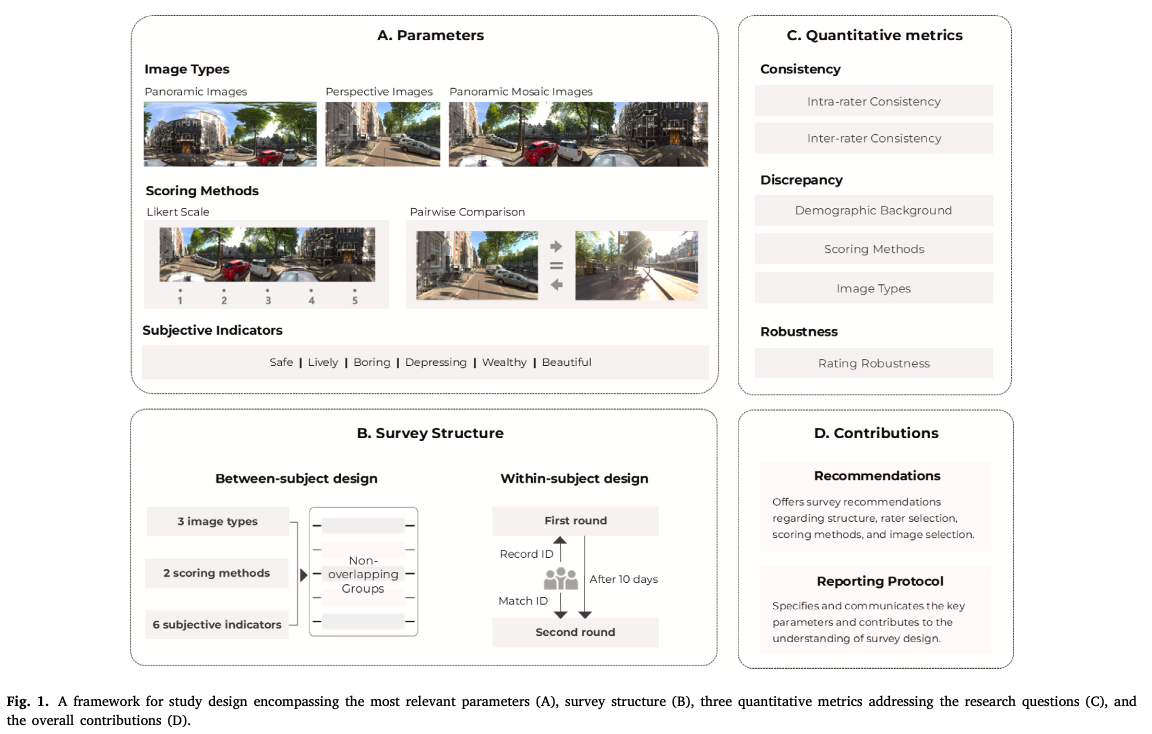 A. Parameters
Image Types
Panoramic Images
Perspective Images
Panoramic Mosaic Images
Scoring Methods
Likert Scale
Pairwise Comparison
1 2 3 4 5
Subjective Indicators
Safe | Lively | Boring | Depressing | Wealthy | Beautiful
C. Quantitative metrics
Consistency
Intra-rater Consistency
Inter-rater Consistency
Discrepancy
Demographic Background
Scoring Methods
Image Types
Robustness
Rating Robustness
B. Survey Structure
Between-subject design
3 image types
2 scoring methods
6 subjective indicators
Non-
overlapping
Groups
Within-subject design
First round
Record ID
After 10 days
Match ID
Second round
D. Contributions
Recommendations
Offers survey recommendations
regarding structure, rater selection,
scoring methods, and image selection.
Reporting Protocol
Specifies and communicates the key
parameters and contributes to the
understanding of survey design.
Fig. 1. A framework for study design encompassing the most relevant parameters (A), survey structure (B), three quantitative metrics addressing the research questions (C), and
the overall contributions (D).